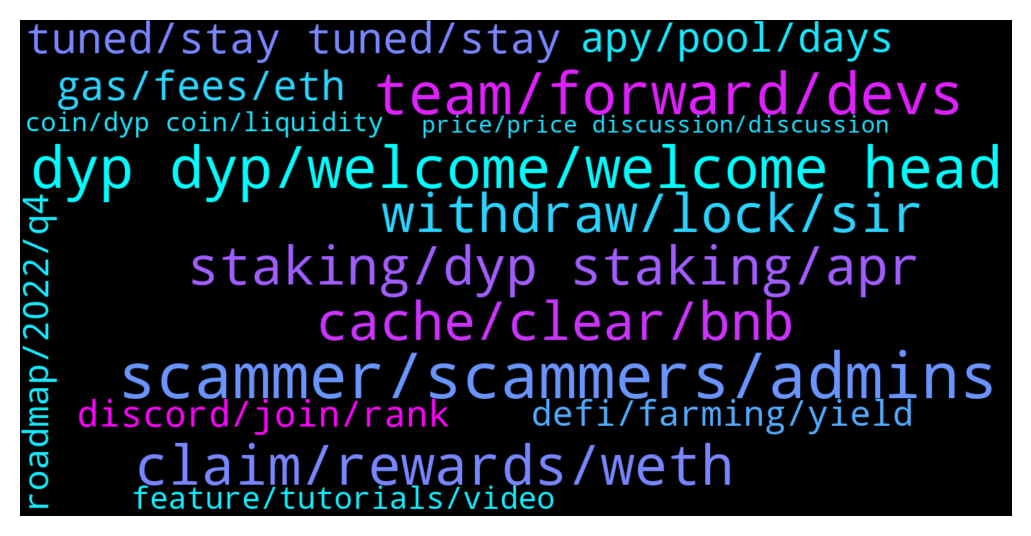 tuned/stay tuned/stay
apy/pool/days
gas/fees/eth
team/forward/devs
coin/dyp coin/liquidity
price/price discussion/discussion
dyp dyp/welcome/welcome head
withdraw/lock/sir
roadmap/2022/q4
staking/dyp staking/apr
cache/clear/bnb
scammer/scammers/admins
discord/join/rank
defi/farming/yield
claim/rewards/weth
feature/tutorials/video